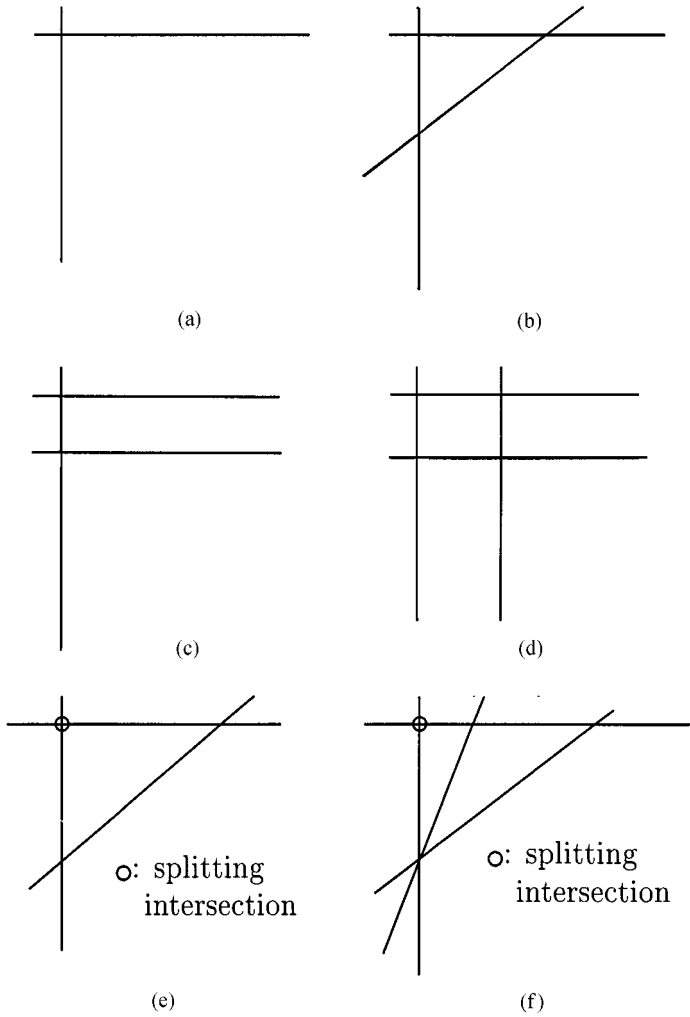 (a)
(b)
(c)
(d)
O: splitting
intersection
O: splitting
intersection
(e)
(f)